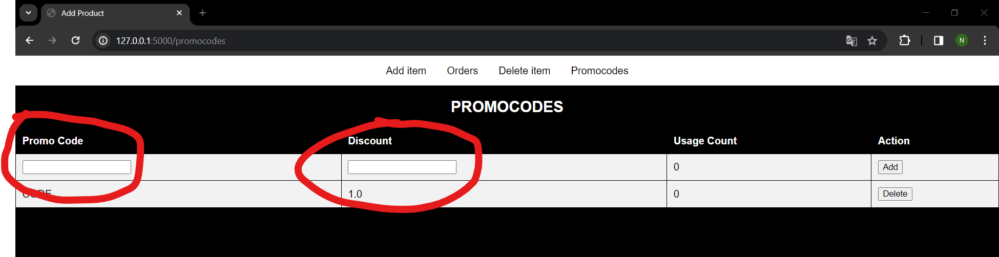 Add Product
127.0.0.1:5000/promocodes
N
Add item Orders Delete item Promocodes
PROMOCODES
Promo Code Discount Usage Count Action
0 Add
CODE 1.0 0 Delete